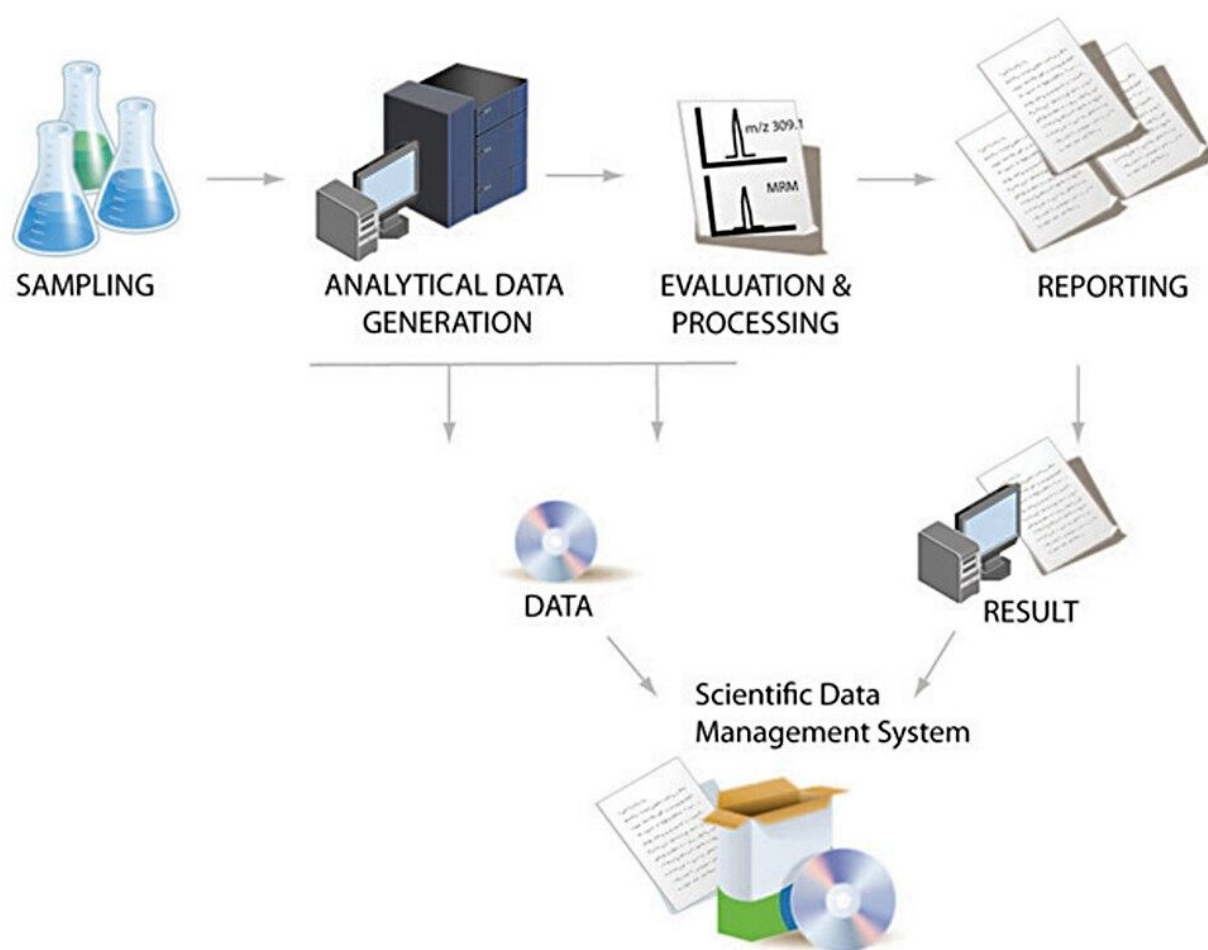 SAMPLING
ANALYTICAL DATA
GENERATION
m/z 309.1
MRM
EVALUATION &
PROCESSING
REPORTING
DATA
RESULT
Scientific Data
Management System